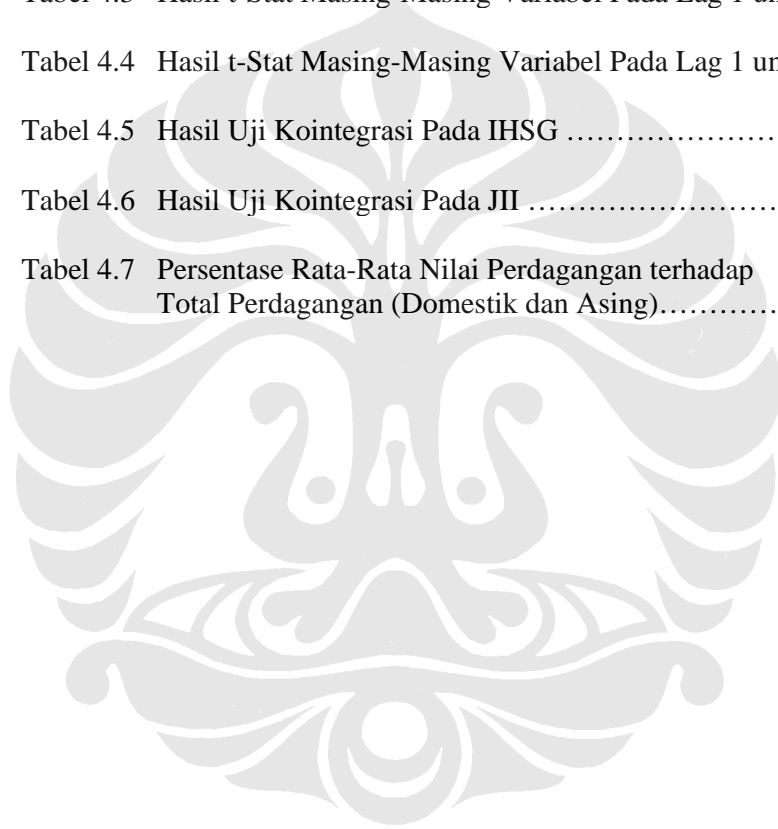 Tabel 4.4 Hasil t-Stat Masing-Masing Variabel Pada Lag 1
Tabel 4.5 Hasil Uji Kointegrasi Pada IHSG …………………
Tabel 4.6 Hasil Uji Kointegrasi Pada JII ………………………
Tabel 4.7 Persentase Rata-Rata Nilai Perdagangan terhadap
Total Perdagangan (Domestik dan Asing)…………